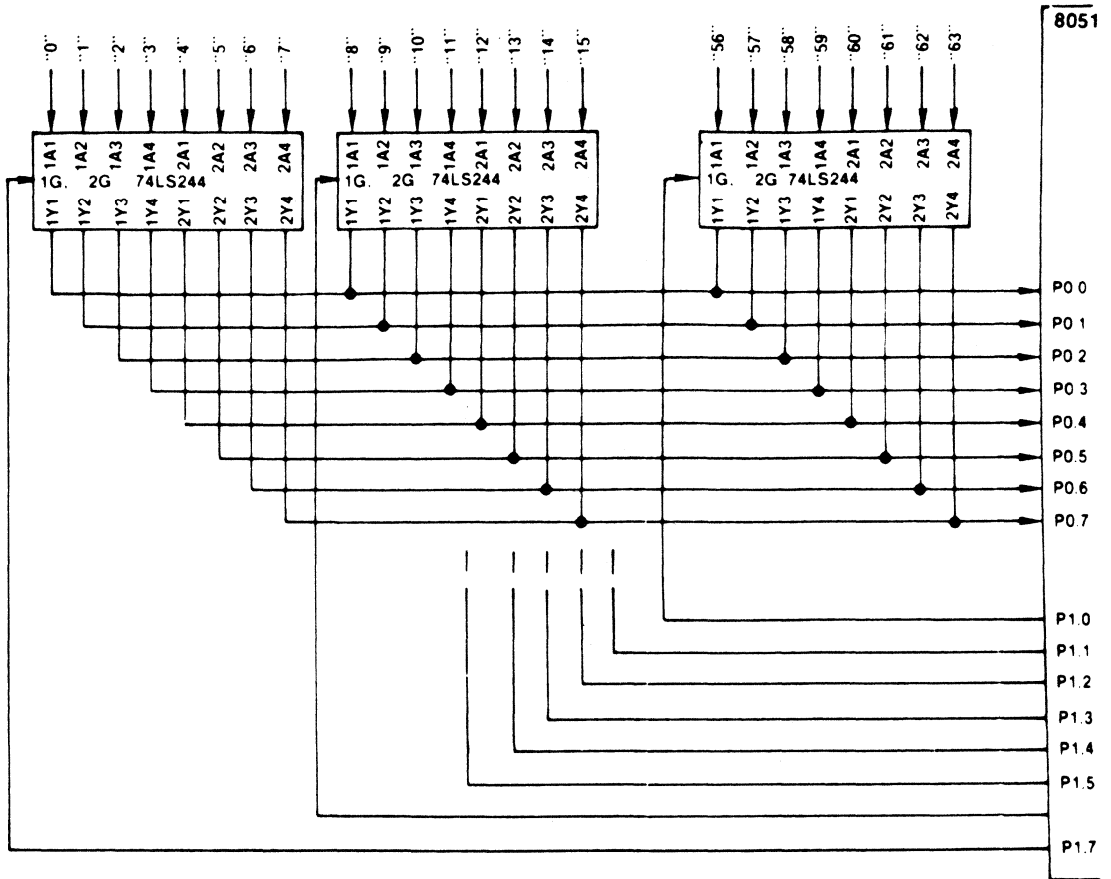 8051
"0" "1" "2" "3" "4" "5" "6" "7" "8" "9" "10" "11" "12" "13" "14" "15" "56" "57" "58" "59" "60" "61" "62" "63"
1A1 1A2 1A3 1A4 2A1 2A2 2A3 2A4
1G. 2G 74LS244
1Y1 1Y2 1Y3 1Y4 2Y1 2Y2 2Y3 2Y4
1A1 1A2 1A3 1A4 2A1 2A2 2A3 2A4
1G. 2G 74LS244
1Y1 1Y2 1Y3 1Y4 2Y1 2Y2 2Y3 2Y4
1A1 1A2 1A3 1A4 2A1 2A2 2A3 2A4
1G. 2G 74LS244
1Y1 1Y2 1Y3 1Y4 2Y1 2Y2 2Y3 2Y4
P0 0
P0 1
P0 2
P0 3
P0.4
P0.5
P0.6
P0.7
P1.0
P1.1
P1.2
P1.3
P1.4
P1.5
P1.7